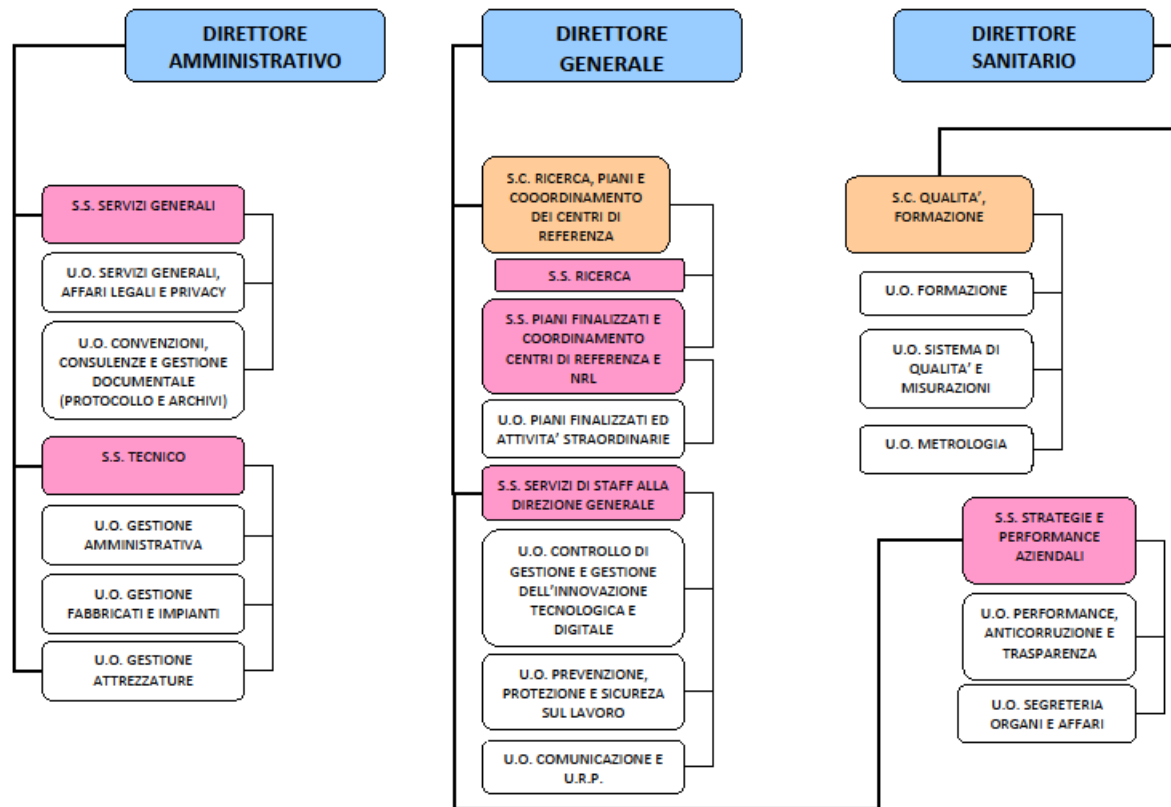 DIRETTORE
AMMINISTRATIVO
S.S. SERVIZI GENERALI
U.O. SERVIZI GENERALI,
AFFARI LEGALI E PRIVACY
U.O. CONVENZIONI,
CONSULENZE E GESTIONE
DOCUMENTALE
(PROTOCOLLO E ARCHIVI)
S.S. TECNICO
U.O. GESTIONE
AMMINISTRATIVA
U.O. GESTIONE
FABBRICATI E IMPIANTI
U.O. GESTIONE
ATTREZZATURE
DIRETTORE
GENERALE
S.C. RICERCA, PIANI E
COOORDINAMENTO
DEI CENTRI DI
REFERENZA
S.S. RICERCA
S.S. PIANI FINALIZZATI E
COORDINAMENTO
CENTRI DI REFERENZA E
NRL
U.O. PIANI FINALIZZATI ED
ATTIVITA’ STRAORDINARIE
S.S. SERVIZI DI STAFF ALLA
DIREZIONE GENERALE
U.O. CONTROLLO DI
GESTIONE E GESTIONE
DELL’INNOVAZIONE
TECNOLOGICA E
DIGITALE
U.O. PREVENZIONE,
PROTEZIONE E SICUREZA
SUL LAVORO
U.O. COMUNICAZIONE E
U.R.P.
DIRETTORE
SANITARIO
S.C. QUALITA’,
FORMAZIONE
U.O. FORMAZIONE
U.O. SISTEMA DI
QUALITA’ E
MISURAZIONI
U.O. METROLOGIA
S.S. STRATEGIE E
PERFORMANCE
AZIENDALI
U.O. PERFORMANCE,
ANTICORRUZIONE E
TRASPARENZA
U.O. SEGRETERIA
ORGANI E AFFARI